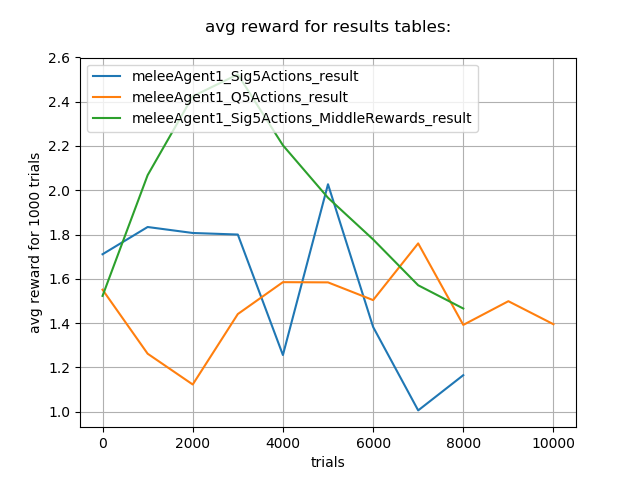 avg reward for results tables:
meleeAgent1_Sig5Actions_result
meleeAgent1_Q5Actions_result
meleeAgent1_Sig5Actions_MiddleRewards_result
avg reward for 1000 trials
2.6
2.4
2.2
2.0
1.8
1.6
1.4
1.2
1.0
0 2000 4000 6000 8000 10000
trials